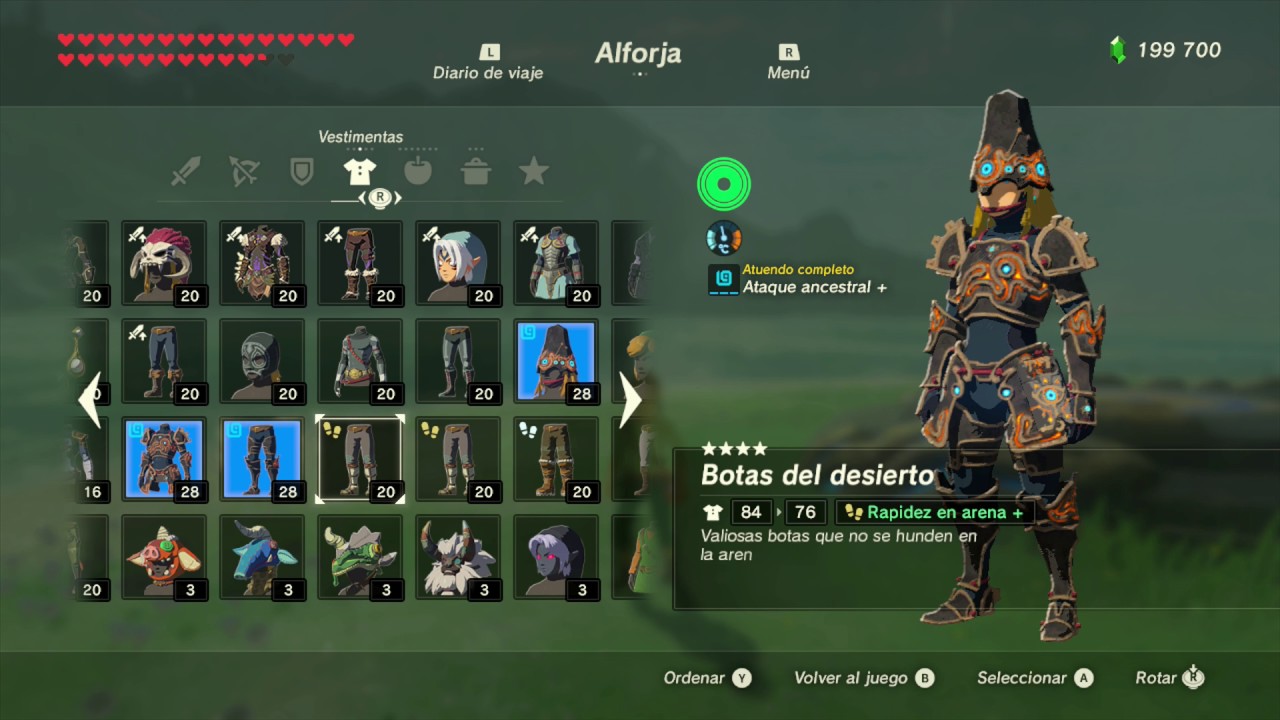 L
Diario de viaje
Alforja
R
Menú
199 700
Vestimentas
R
20
20
20
20
20
20
20
20
20
20
28
Atuendo completo
Ataque ancestral +
16
28
28
20
20
20
Botas del desierto
84
76
Rapidez en arena +
Valiosas botas que no se hunden en
la aren
20
3
3
3
3
3
Ordenar Y
Volver al juego B
Seleccionar A
Rotar R